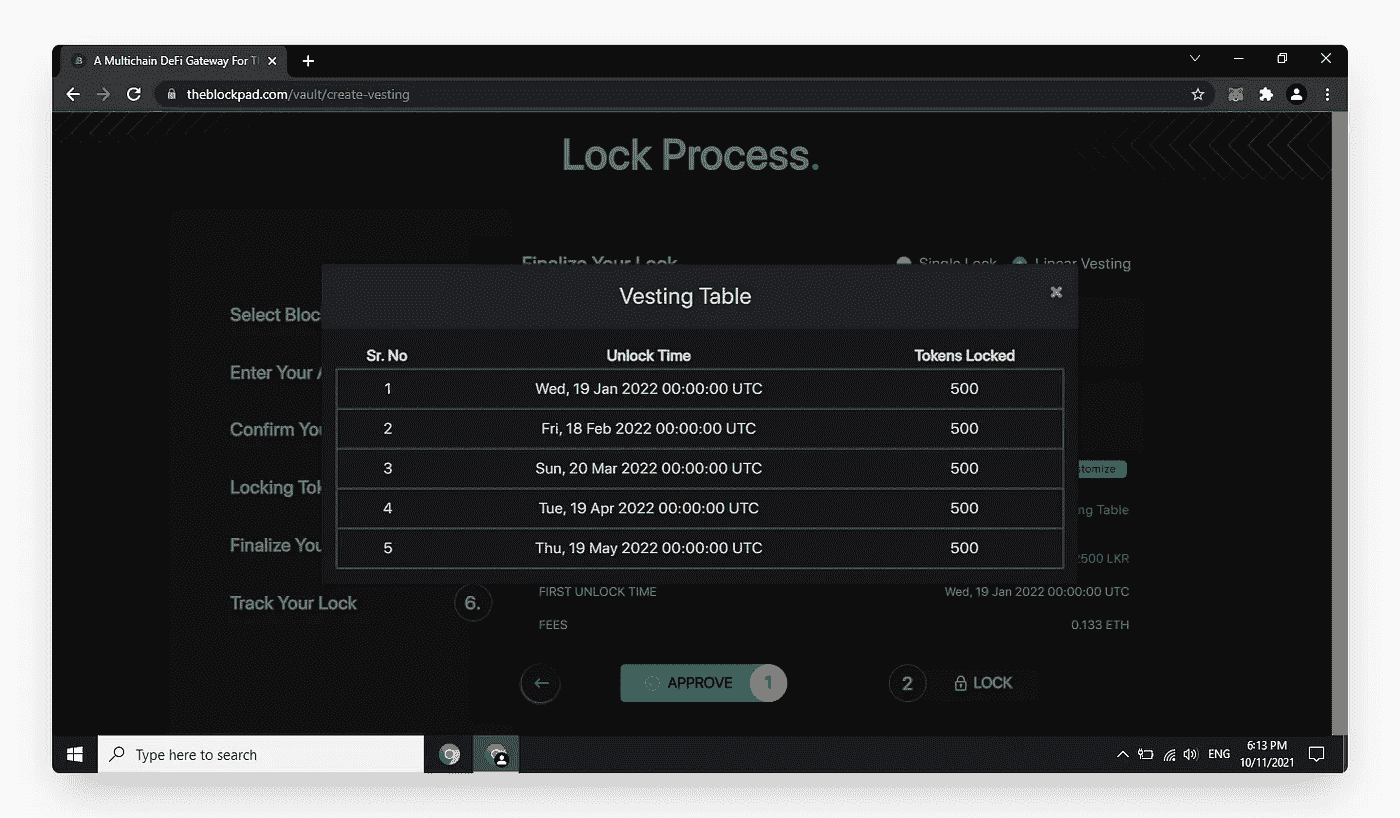 A Multichain DeFi Gateway For T
theblockpad.com/vault/create-vesting
Lock Process.
Finalize Your Lock
Single Lock Linear Vesting
Vesting Table
Select Bloc
Enter Your
Confirm You
Locking Tok
Finalize You
Track Your Lock
6.
Sr. No Unlock Time Tokens Locked
1 Wed, 19 Jan 2022 00:00:00 UTC 500
2 Fri, 18 Feb 2022 00:00:00 UTC 500
3 Sun, 20 Mar 2022 00:00:00 UTC 500
4 Tue, 19 Apr 2022 00:00:00 UTC 500
5 Thu, 19 May 2022 00:00:00 UTC 500
stomize
ng Table
2500 LKR
FIRST UNLOCK TIME Wed, 19 Jan 2022 00:00:00 UTC
FEES 0.133 ETH
APPROVE 1
2 LOCK
Type here to search
ENG
6:13 PM
10/11/2021